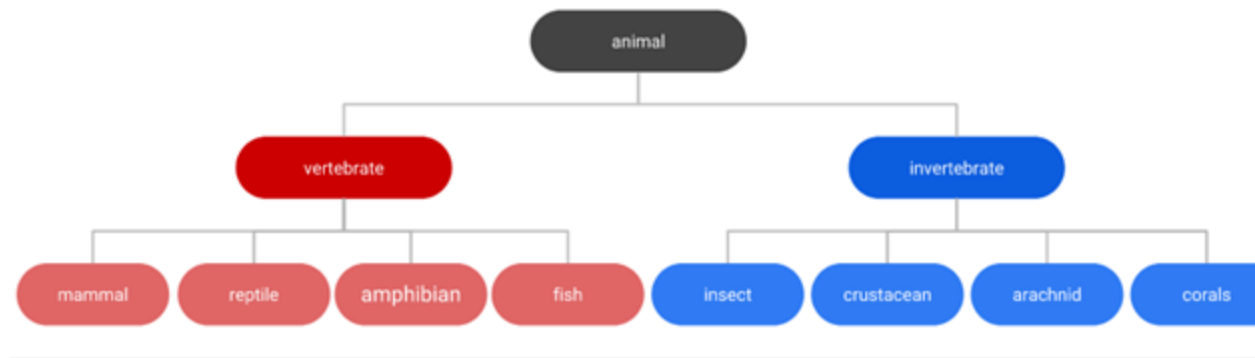 animal
vertebrate
invertebrate
mammal
reptile
amphibian
fish
insect
crustacean
arachnid
corals